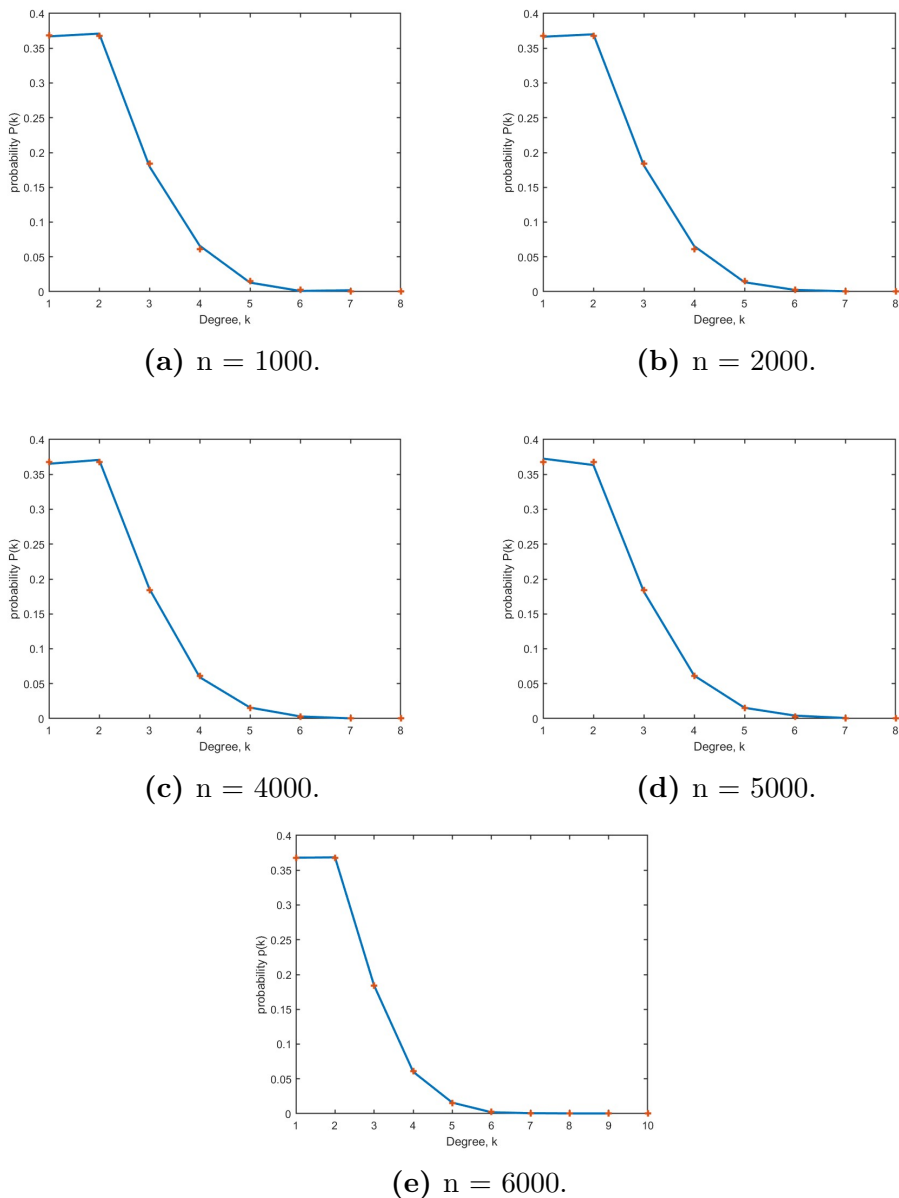 0.4
0.35
0.3
0.25
0.2
0.15
0.1
0.05
0
probability P(k)
1 2 3 4 5 6 7 8
Degree, k
(a) n = 1000.
0.4
0.35
0.3
0.25
0.2
0.15
0.1
0.05
0
probability P(k)
1 2 3 4 5 6 7 8
Degree, k
(b) n = 2000.
0.4
0.35
0.3
0.25
0.2
0.15
0.1
0.05
0
probability P(k)
1 2 3 4 5 6 7 8
Degree, k
(c) n = 4000.
0.4
0.35
0.3
0.25
0.2
0.15
0.1
0.05
0
probability P(k)
1 2 3 4 5 6 7 8
Degree, k
(d) n = 5000.
0.4
0.35
0.3
0.25
0.2
0.15
0.1
0.05
0
probability p(k)
1 2 3 4 5 6 7 8 9 10
Degree, k
(e) n = 6000.